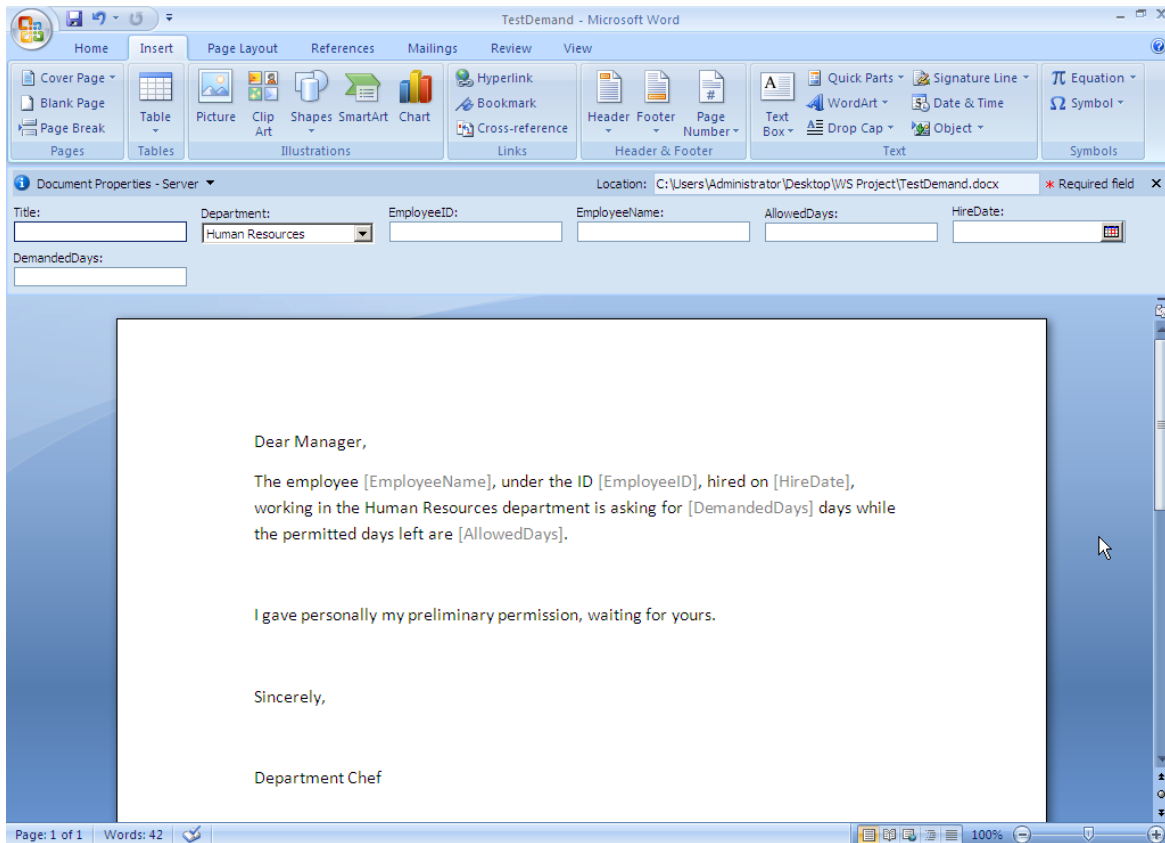 TestDemand - Microsoft Word
Home Insert Page Layout References Mailings Review View
Cover Page
Blank Page
Page Break
Pages
Table
Tables
Picture Clip Art Shapes SmartArt Chart
Illustrations
Hyperlink
Bookmark
Cross-reference
Links
Header Footer Page Number
Header & Footer
Text Box
Quick Parts
WordArt
Drop Cap
Signature Line
Date & Time
Object
Text
π Equation
Ω Symbol
Symbols
Document Properties - Server Location: C:\Users\Administrator\Desktop\WS Project\TestDemand.docx * Required field
Title: Department: EmployeeID: EmployeeName: AllowedDays: HireDate:
Human Resources
DemandedDays:
Dear Manager,
The employee [EmployeeName], under the ID [EmployeeID], hired on [HireDate],
working in the Human Resources department is asking for [DemandedDays] days while
the permitted days left are [AllowedDays].
I gave personally my preliminary permission, waiting for yours.
Sincerely,
Department Chef
Page: 1 of 1 Words: 42 100%